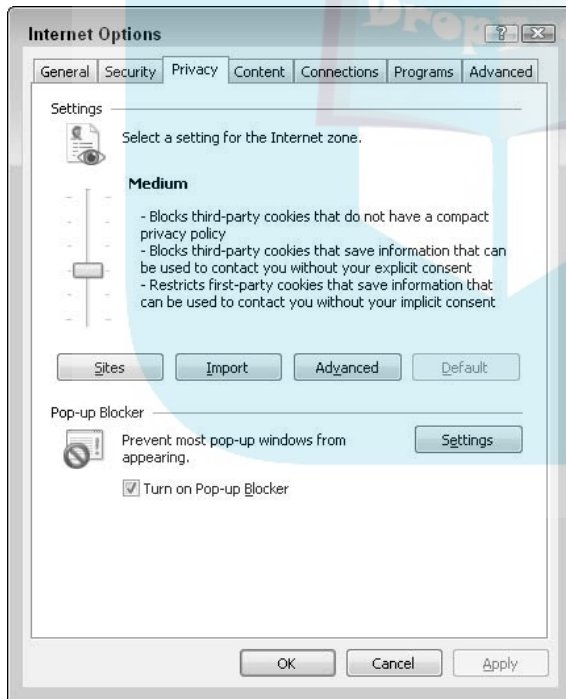 Internet Options
General Security Privacy Content Connections Programs Advanced
Settings
Select a setting for the Internet zone.
Medium
- Blocks third-party cookies that do not have a compact
privacy policy
- Blocks third-party cookies that save information that can
be used to contact you without your explicit consent
- Restricts first-party cookies that save information that
can be used to contact you without your implicit consent
Sites Import Advanced Default
Pop-up Blocker
Prevent most pop-up windows from
appearing.
Settings
Turn on Pop-up Blocker
OK Cancel Apply